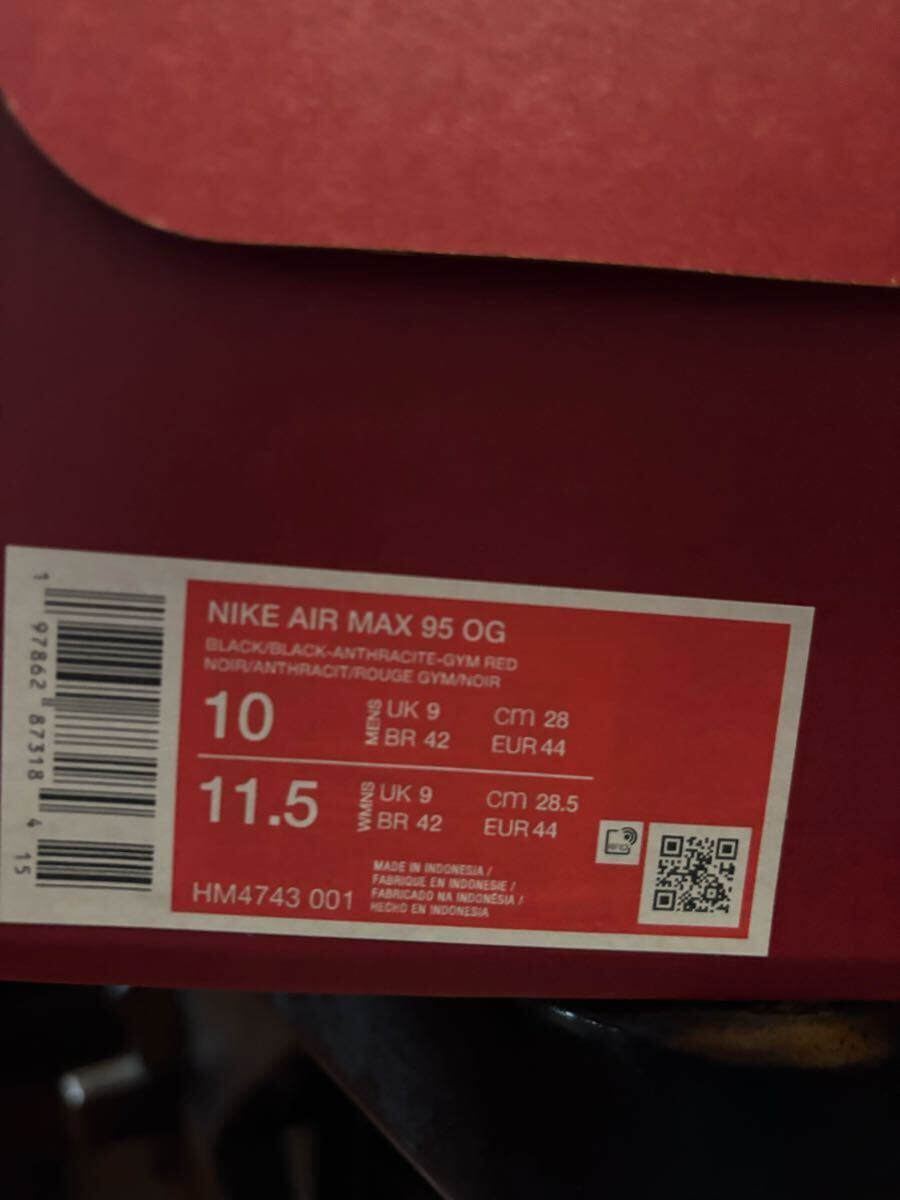 NIKE AIR MAX 95 OG
BLACK/BLACK-ANTHRACITE-GYM RED
NOIR/ANTHRACIT/ROUGE GYM/NOIR
10
MENS
UK 9
cm 28
BR 42
EUR 44
11.5
WMNS
UK 9
cm 28.5
BR 42
EUR 44
HM4743 001
MADE IN INDONESIA /
FABRIQUE EN INDONESIE /
FABRICADO NA INDONÉSIA /
HECHO EN INDONESIA
RFID
1 97862 87318 4 15